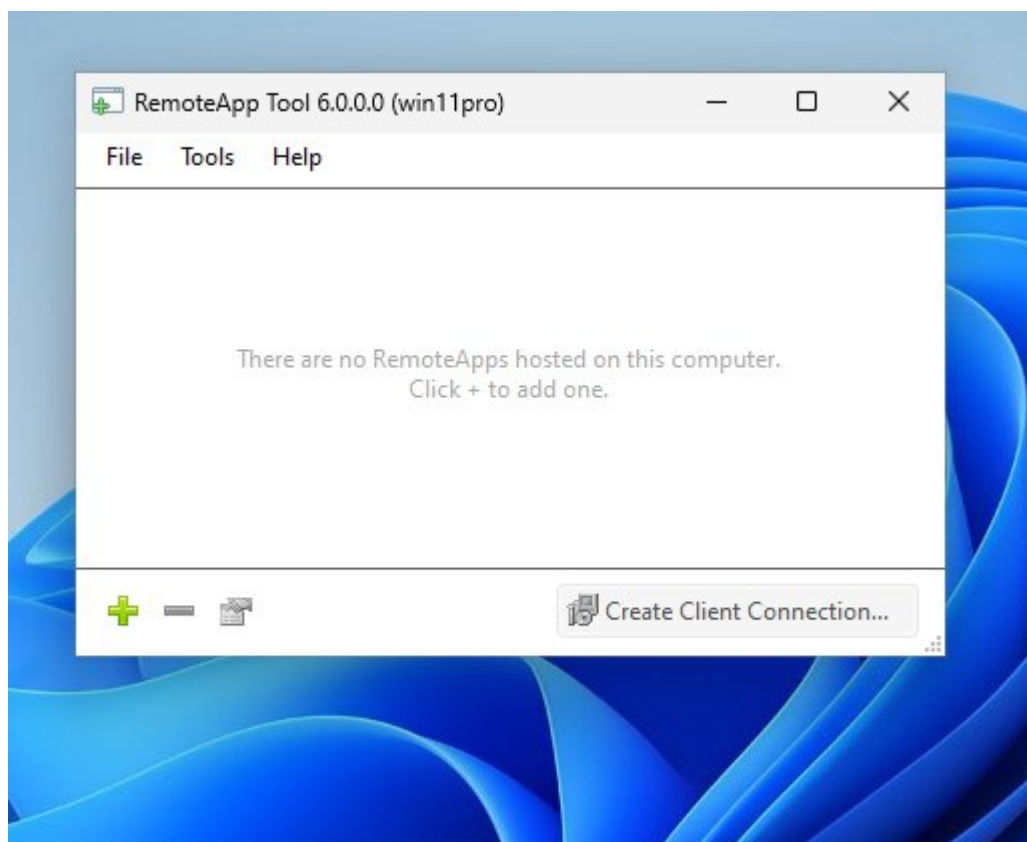 RemoteApp Tool 6.0.0.0 (win11pro)
File Tools Help
There are no RemoteApps hosted on this computer.
Click + to add one.
Create Client Connection...